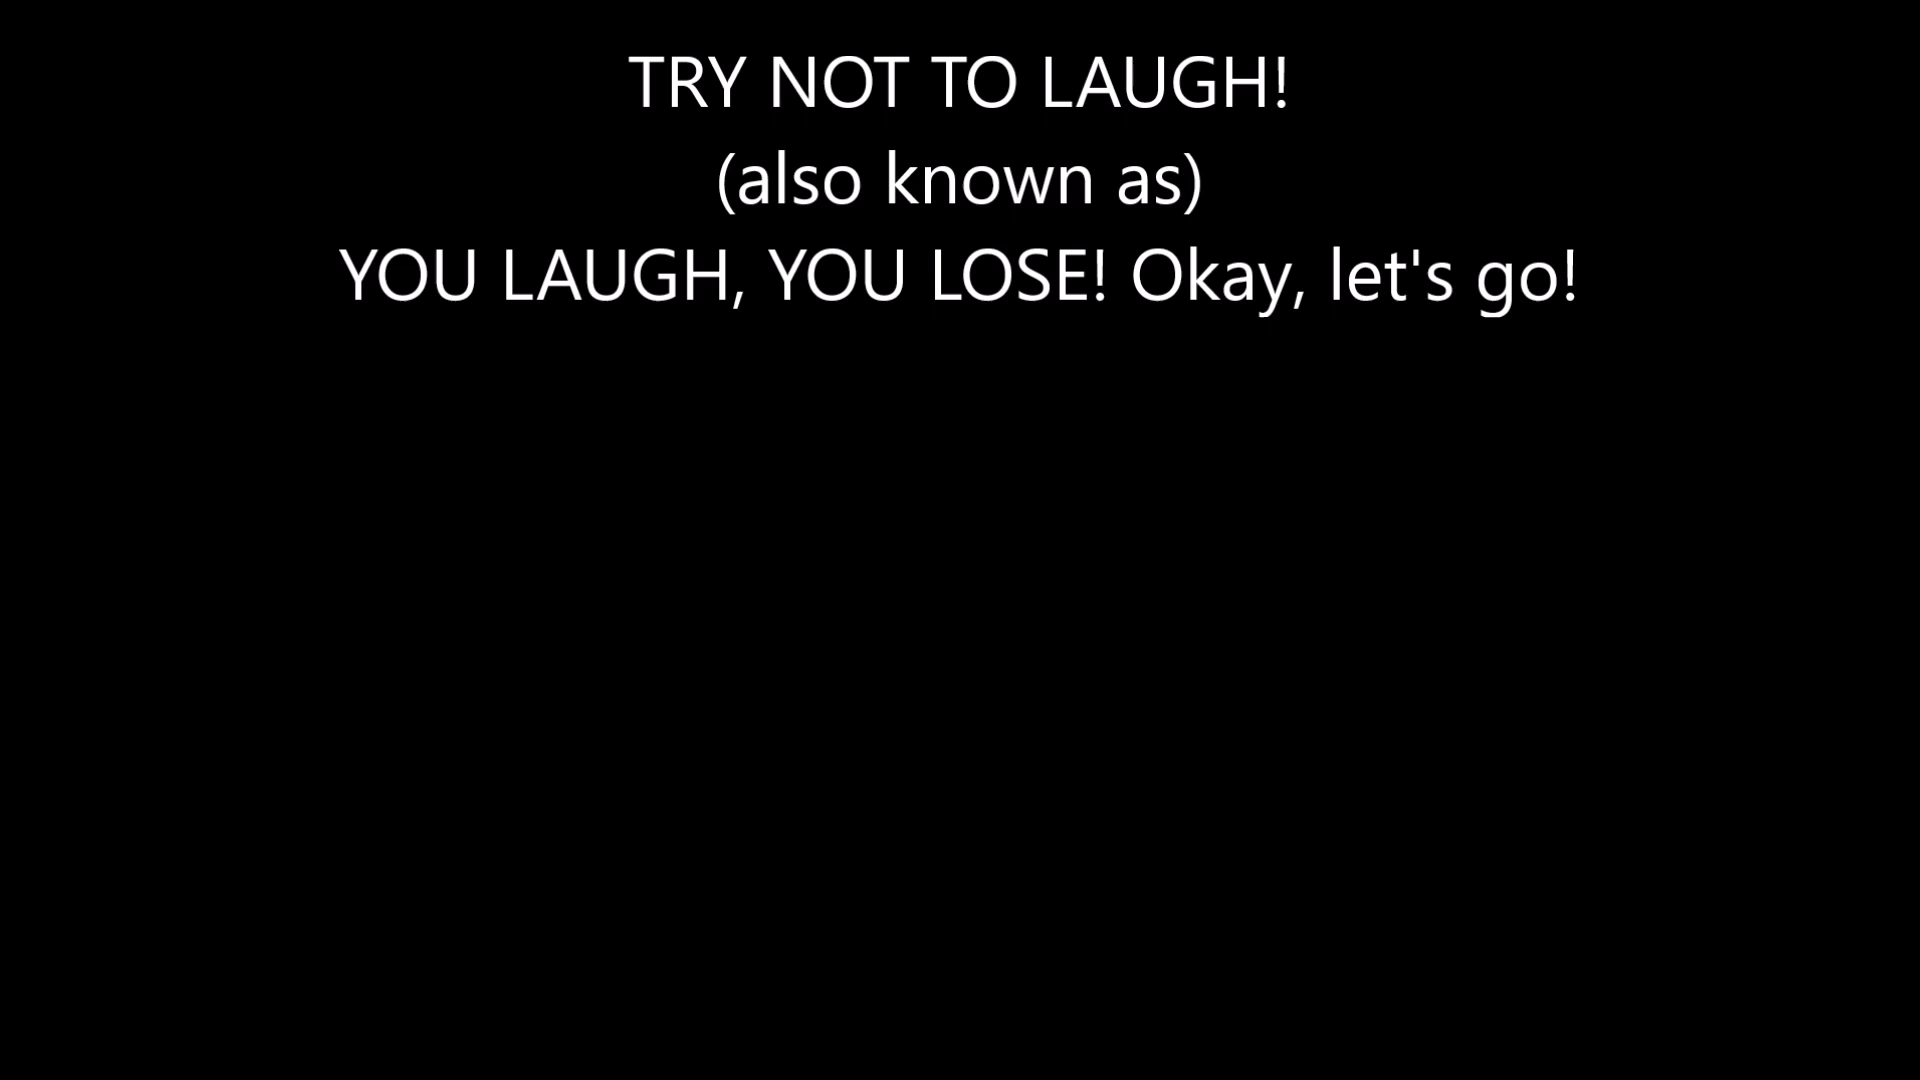 TRY NOT TO LAUGH!
(also known as)
YOU LAUGH, YOU LOSE! Okay, let's go!